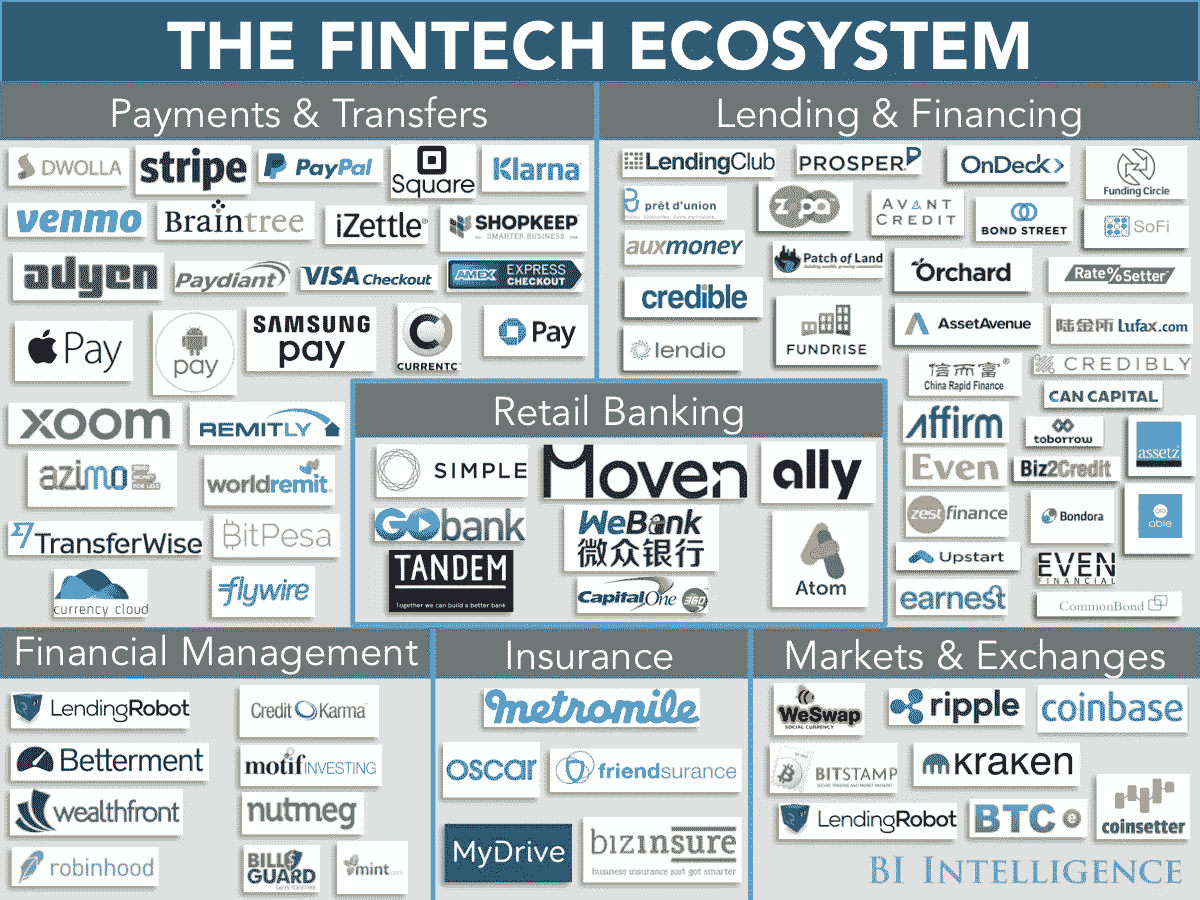 THE FINTECH ECOSYSTEM
Payments & Transfers
DWOLLA
stripe
PayPal
Square
Klarna
venmo
Braintree
iZettle
SHOPKEEP
SMARTER BUSINESS
adyen
Paydiant
VISA Checkout
AMEX EXPRESS
CHECKOUT
Pay
pay
SAMSUNG
pay
CURRENTC
Pay
xoom
REMITLY
azimo
worldremit
TransferWise
BitPesa
currency cloud
flywire
Lending & Financing
LendingClub
PROSPER
OnDeck
Funding Circle
prêt d'union
zopa
AVANT
CREDIT
BOND STREET
SoFi
auxmoney
Patch of Land
Orchard
Rate%Setter
credible
FUNDRISE
AssetAvenue
陆金所 Lufax.com
lendio
信而富
China Rapid Finance
CREDIBLY
CAN CAPITAL
Affirm
toborrow
assetz
Even
Biz2Credit
zestfinance
Bondora
able
Upstart
EVEN
FINANCIAL
earnest
CommonBond
Retail Banking
SIMPLE
Moven
ally
GObank
WeBank
微众银行
Atom
TANDEM
Together we can build a better bank
CapitalOne 360
Financial Management
LendingRobot
Credit Karma
Betterment
motif INVESTING
wealthfront
nutmeg
robinhood
BILL
GUARD
mint.com
Insurance
metromile
oscar
friendsurance
MyDrive
bizinsure
business insurance just got smarter
Markets & Exchanges
WeSwap
SOCIAL CURRENCY
ripple
coinbase
BITSTAMP
kraken
LendingRobot
BTC e
coinsetter
BI INTELLIGENCE